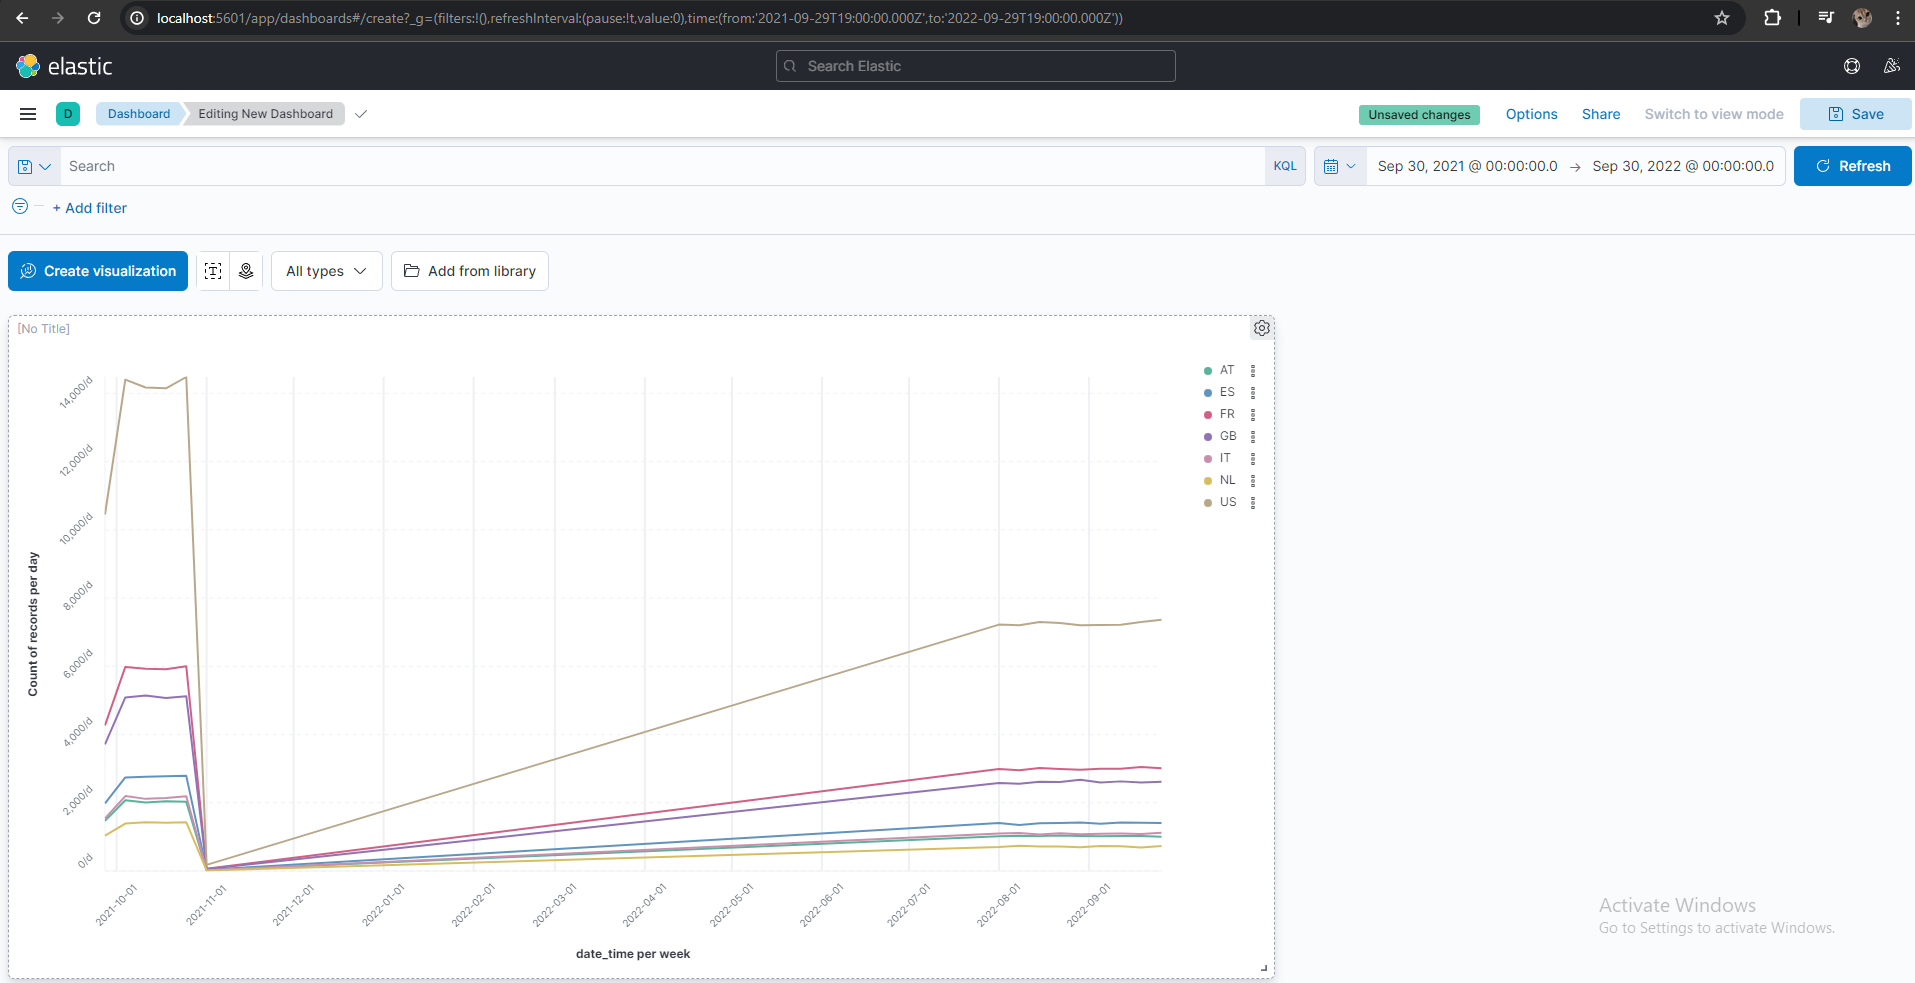 localhost:5601/app/dashboards#/create?_g=(filters:!(),refreshInterval:(pause:!t,value:0),time:(from:'2021-09-29T19:00:00.000Z',to:'2022-09-29T19:00:00.000Z'))
elastic
Search Elastic
D
Dashboard
Editing New Dashboard
Unsaved changes
Options
Share
Switch to view mode
Save
Search
KQL
Sep 30, 2021 @ 00:00:00.0 → Sep 30, 2022 @ 00:00:00.0
Refresh
+ Add filter
Create visualization
All types
Add from library
[No Title]
Count of records per day
14,000/d
12,000/d
10,000/d
8,000/d
6,000/d
4,000/d
2,000/d
0/d
AT
ES
FR
GB
IT
NL
US
2021-10-01
2021-11-01
2021-12-01
2022-01-01
2022-02-01
2022-03-01
2022-04-01
2022-05-01
2022-06-01
2022-07-01
2022-08-01
2022-09-01
date_time per week
Activate Windows
Go to Settings to activate Windows.